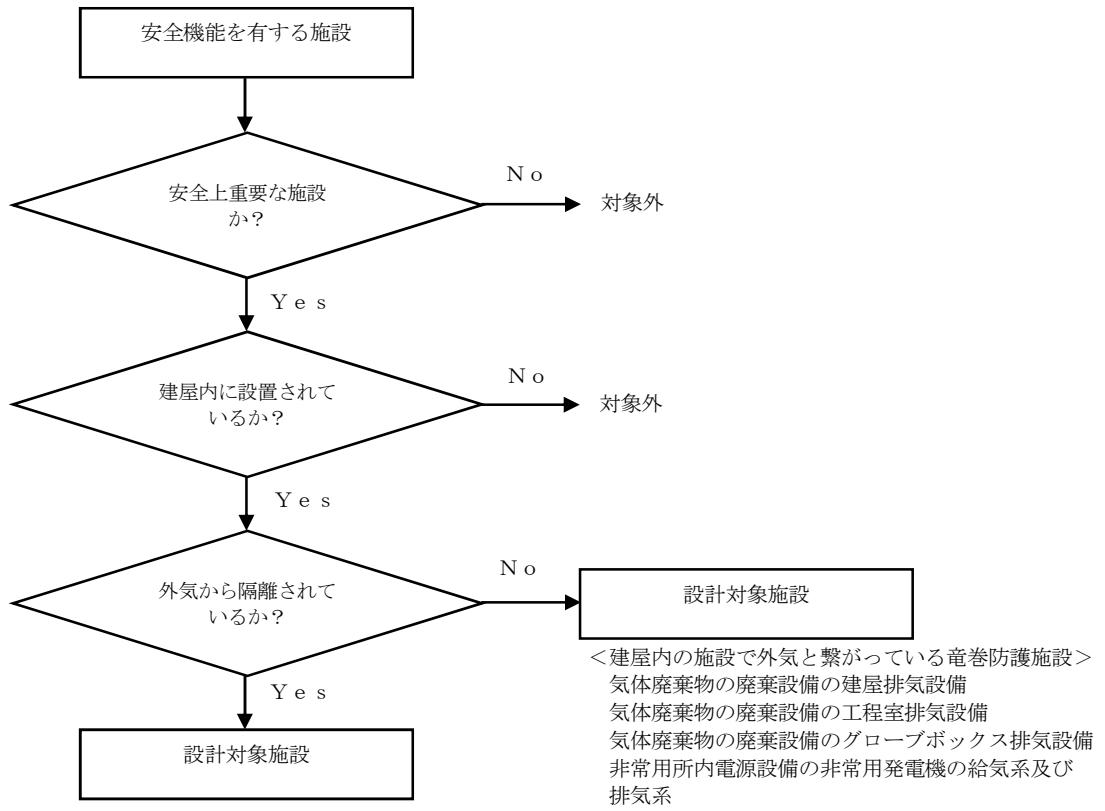 安全機能を有する施設
安全上重要な施設
か？
Ｎｏ
対象外
Ｙｅｓ
建屋内に設置されて
いるか？
Ｎｏ
対象外
Ｙｅｓ
外気から隔離されて
いるか？
Ｎｏ
設計対象施設
＜建屋内の施設で外気と繋がっている竜巻防護施設＞
気体廃棄物の廃棄設備の建屋排気設備
気体廃棄物の廃棄設備の工程室排気設備
気体廃棄物の廃棄設備のグローブボックス排気設備
非常用所内電源設備の非常用発電機の給気系及び
排気系
Ｙｅｓ
設計対象施設